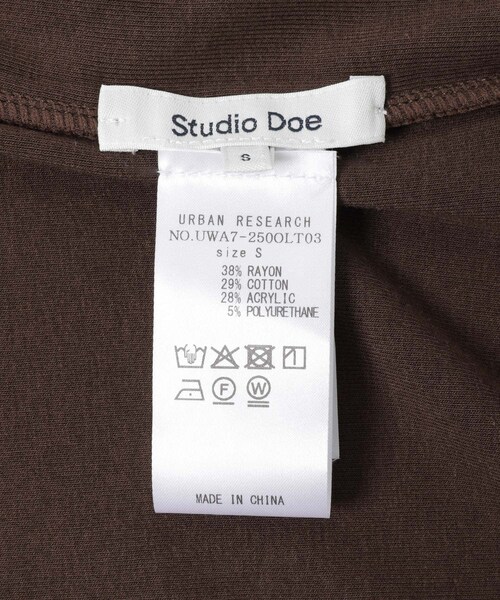 Studio Doe
S
URBAN RESEARCH
NO.UWA7-250OLT03
size S
38% RAYON
29% COTTON
28% ACRYLIC
5% POLYURETHANE
F W
MADE IN CHINA